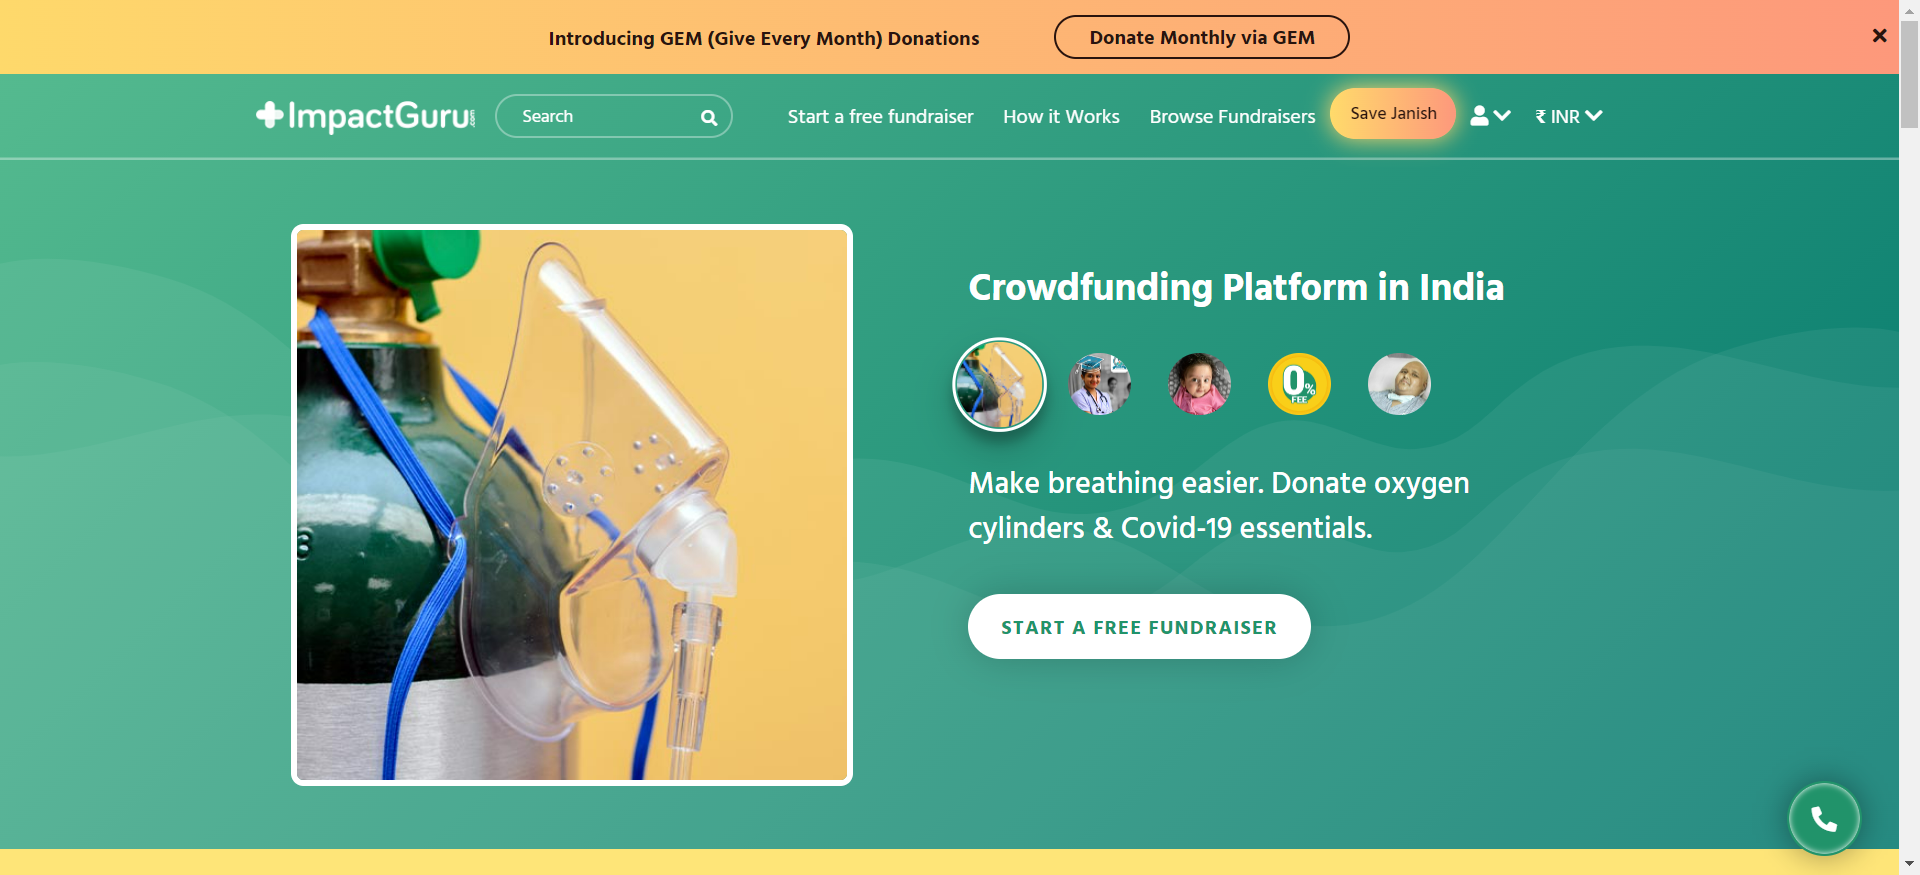 Introducing GEM (Give Every Month) Donations
Donate Monthly via GEM
ImpactGuru.com
Search
Start a free fundraiser
How it Works
Browse Fundraisers
Save Janish
₹ INR
Crowdfunding Platform in India
0%
FEE
Make breathing easier. Donate oxygen
cylinders & Covid-19 essentials.
START A FREE FUNDRAISER